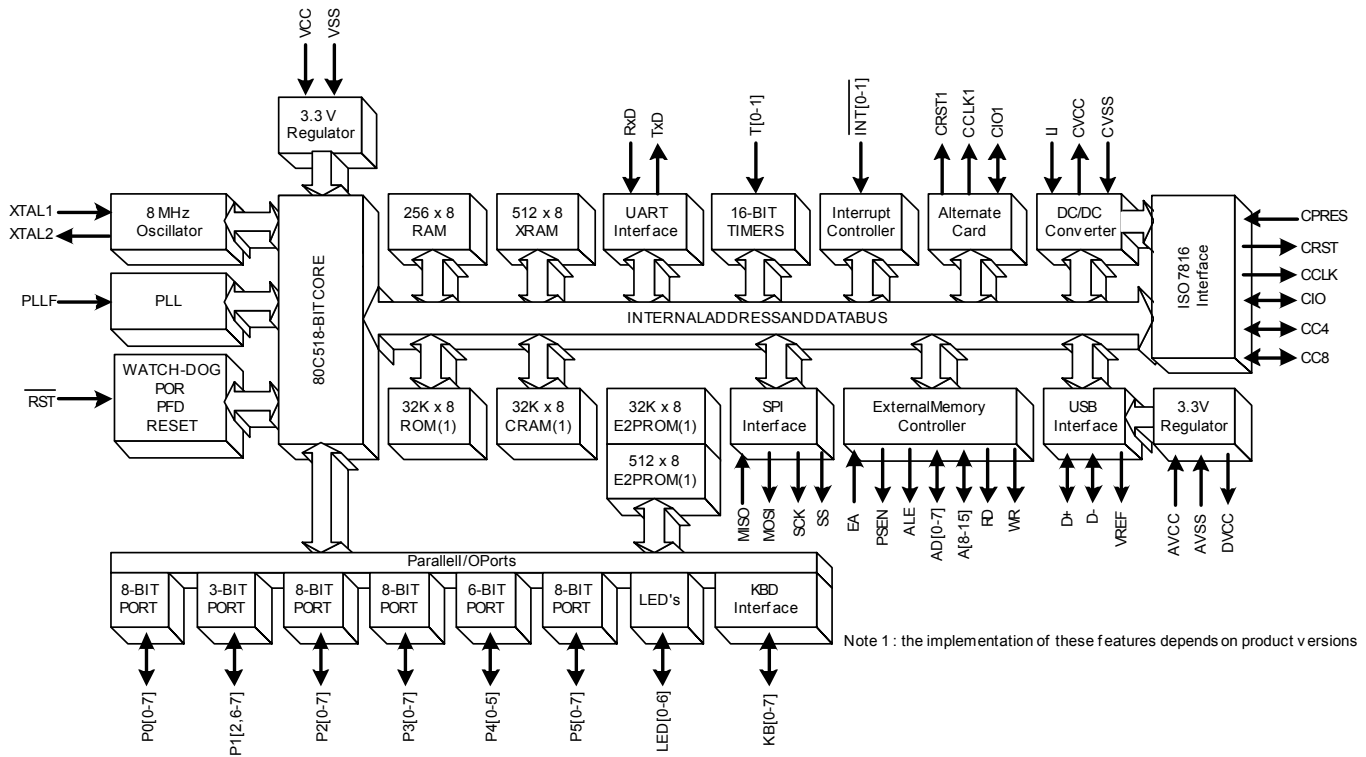 VCC
VSS
3.3 V
Regulator
RxD
TxD
T[0-1]
INT[0-1]
CRST1
CCLK1
CIO1
LI
CVCC
CVSS
XTAL1
XTAL2
8 MHz
Oscillator
80C518-BITCORE
256 x 8
RAM
512 x 8
XRAM
UART
Interface
16-BIT
TIMERS
Interrupt
Controller
Alternate
Card
DC/DC
Converter
ISO7816
Interface
CPRES
CRST
CCLK
CIO
CC4
CC8
PLLF
PLL
INTERNALADDRESSANDDATABUS
RST
WATCH-DOG
POR
PFD
RESET
32K x 8
ROM(1)
32K x 8
CRAM(1)
32K x 8
E2PROM(1)
512 x 8
E2PROM(1)
SPI
Interface
ExternalMemory
Controller
USB
Interface
3.3V
Regulator
MISO
MOSI
SCK
SS
EA
PSEN
ALE
AD[0-7]
A[8-15]
RD
WR
D+
D-
VREF
AVCC
AVSS
DVCC
ParallelI/OPorts
8-BIT
PORT
3-BIT
PORT
8-BIT
PORT
8-BIT
PORT
6-BIT
PORT
8-BIT
PORT
LED's
KBD
Interface
P0[0-7]
P1[2,6-7]
P2[0-7]
P3[0-7]
P4[0-5]
P5[0-7]
LED[0-6]
KB[0-7]
Note 1 : the implementation of these features depends on product versions